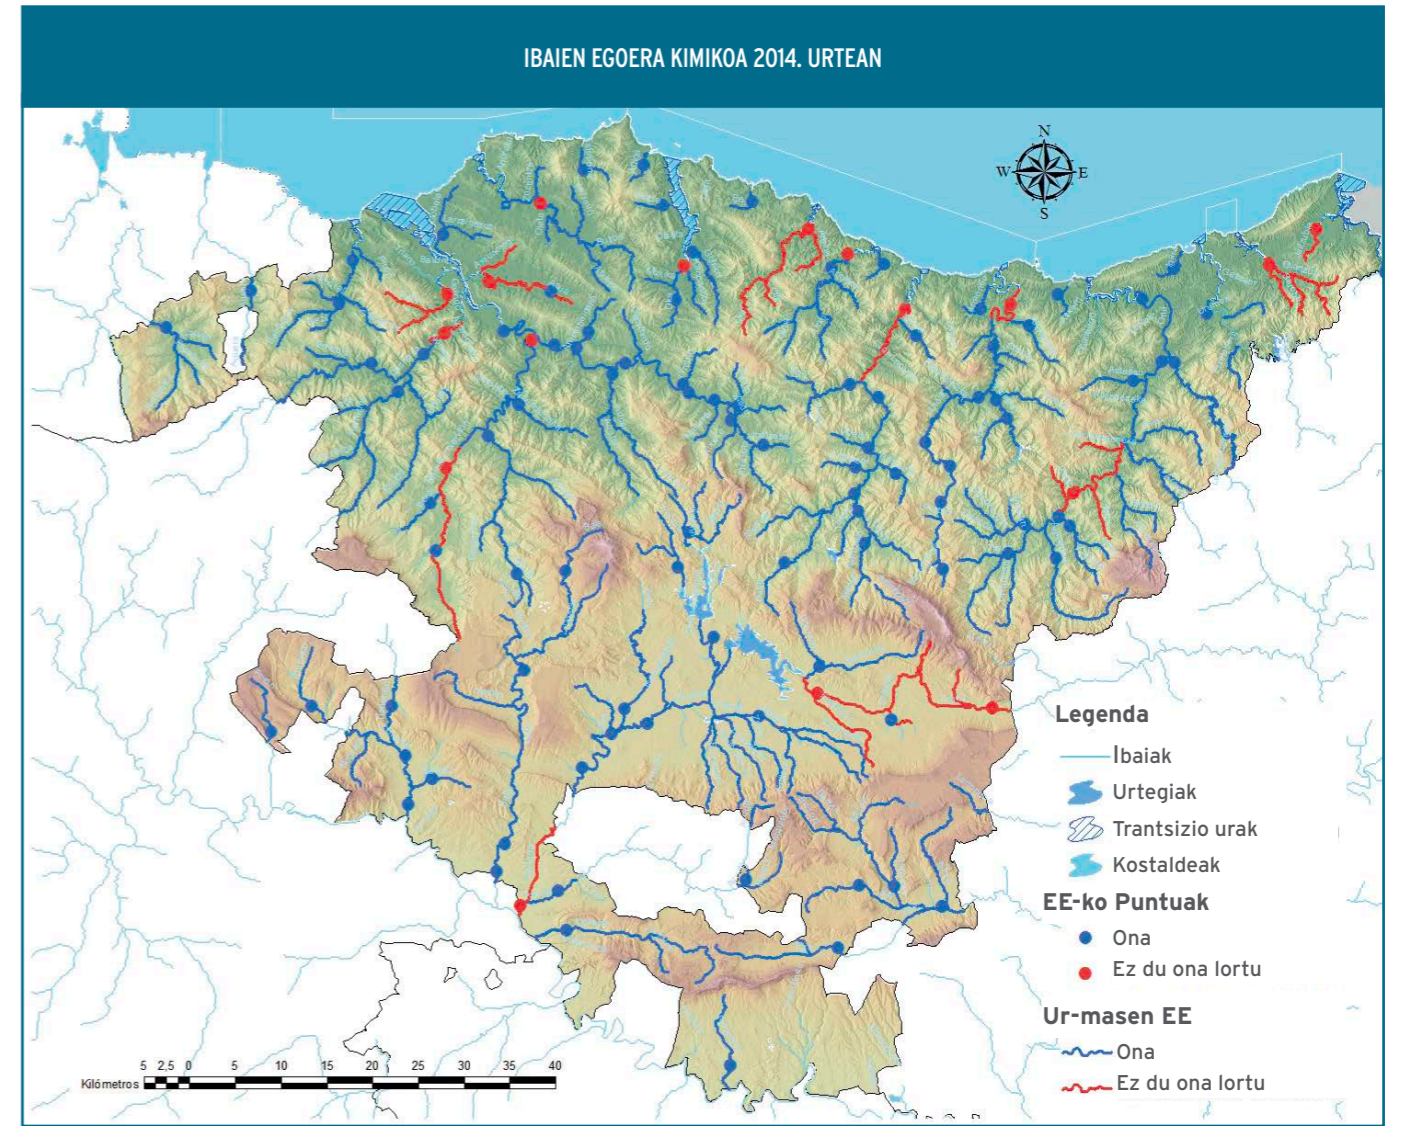 IBAIEN EGOERA KIMIKOA 2014. URTEAN
N
W E
S
Legenda
Ibaiak
Urtegiak
Trantsizio urak
Kostaldeak
EE-ko Puntuak
Ona
Ez du ona lortu
Ur-masen EE
Ona
Ez du ona lortu
5 2,5 0 5 10 15 20 25 30 35 40
Kilómetros